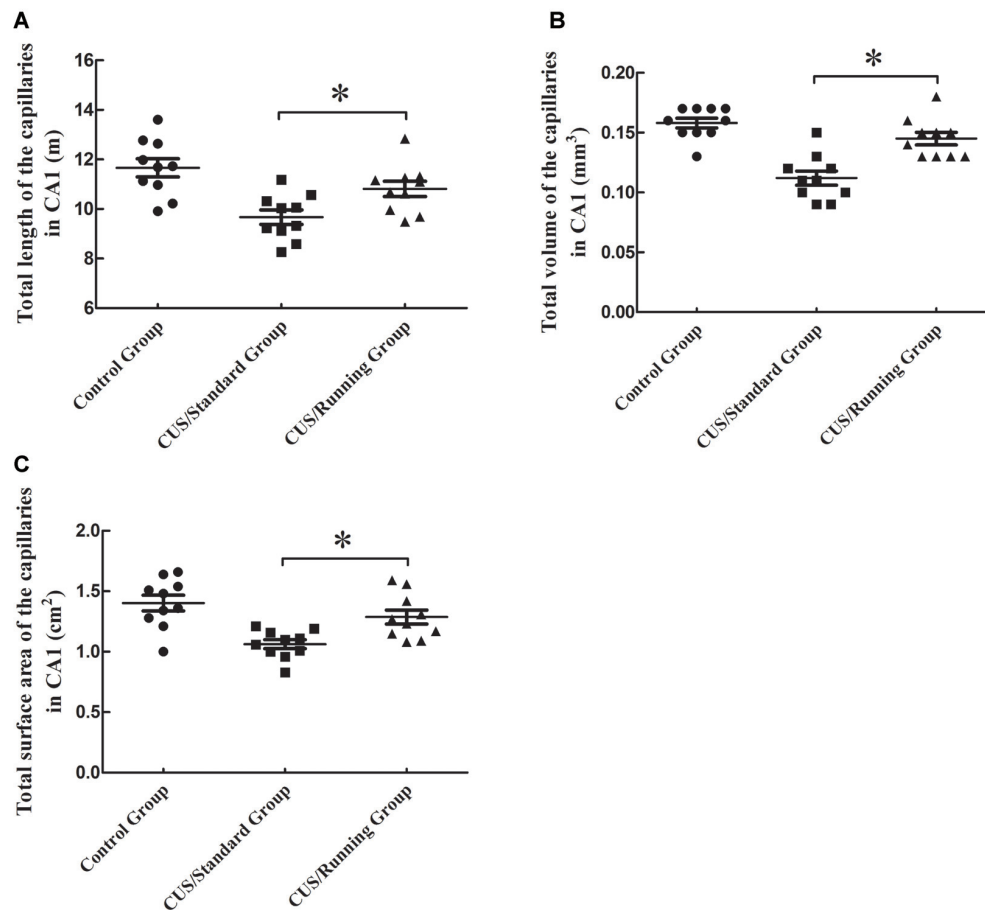 A
Total length of the capillaries
in CA1 (m)
16
14
12
10
8
6
*
Control Group
CUS/Standard Group
CUS/Running Group
B
Total volume of the capillaries
in CA1 (mm³)
0.20
0.15
0.10
0.05
0.00
*
Control Group
CUS/Standard Group
CUS/Running Group
C
Total surface area of the capillaries
in CA1 (cm²)
2.0
1.5
1.0
0.5
0.0
*
Control Group
CUS/Standard Group
CUS/Running Group